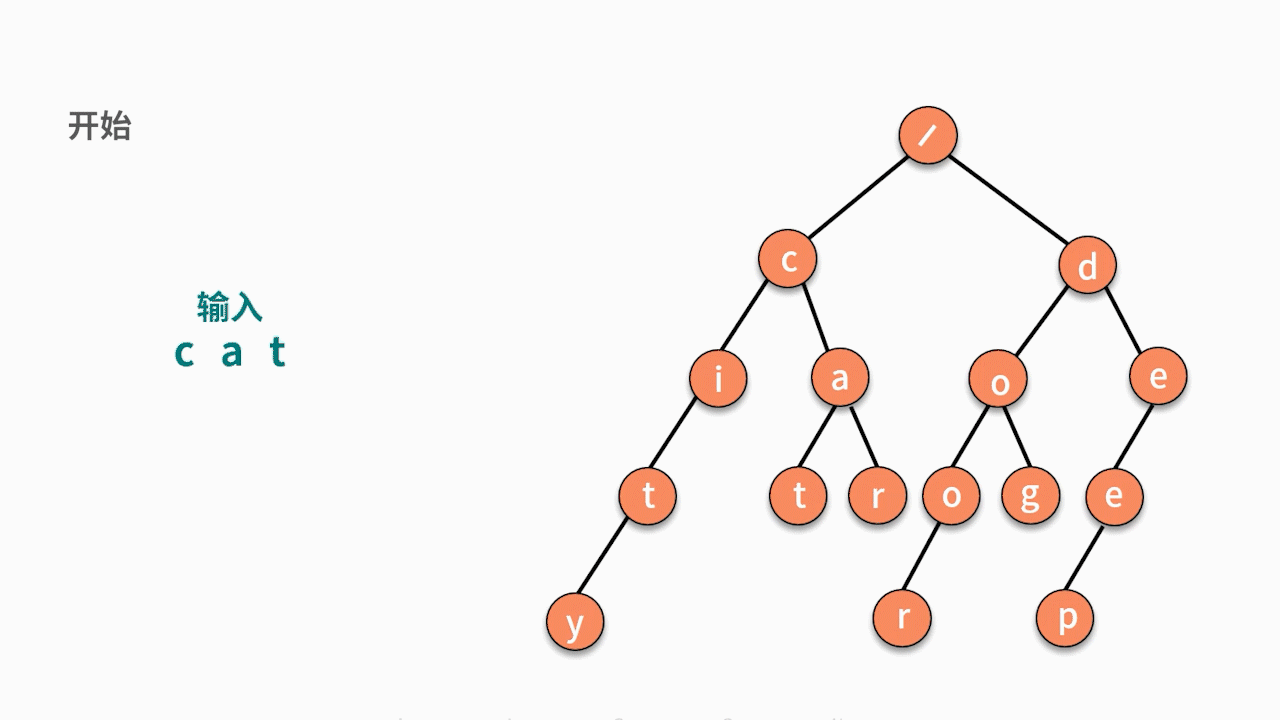 开始
输入
c a t
/
c d
i a o e
t t r o g e
y r p